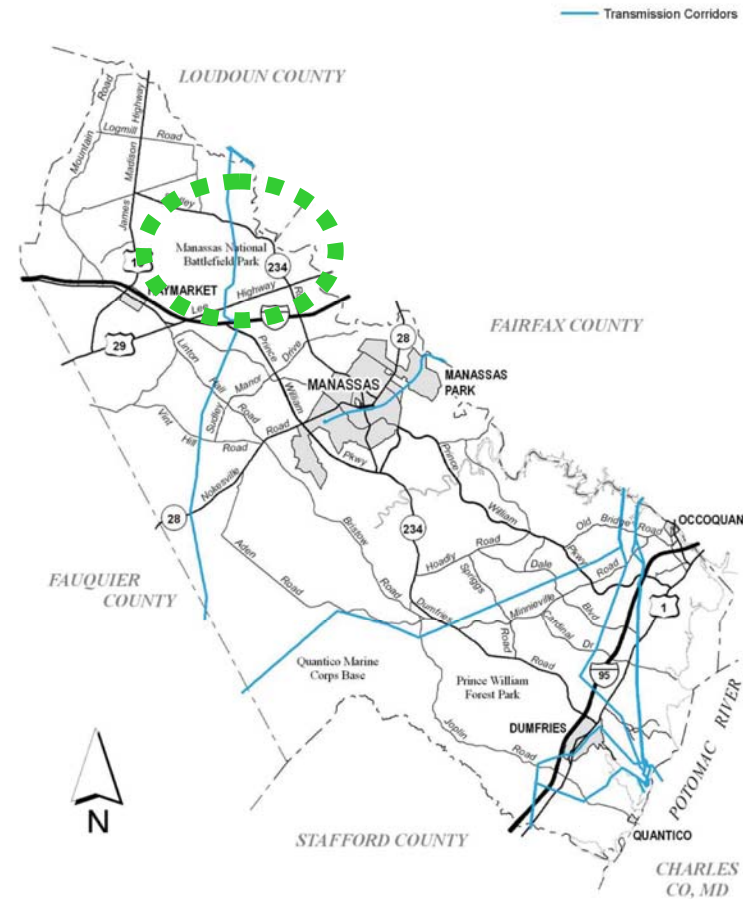 Transmission Corridors
LOUDOUN COUNTY
Road
Mountain
Highway
Madison
James
Logmill Road
Manassas National
Battlefield Park
234
HAYMARKET
Lee Highway
29
28
FAIRFAX COUNTY
MANASSAS
PARK
MANASSAS
Linton
Hall
Road
Prince
William
Pkwy
Sudley
Manor
Drive
Vint
Hill
Road
Nokesville
Road
28
Prince
William
234
Bristow
Road
Aden
Road
Hoadly
Road
Spriggs
Road
Dale
Blvd
Old Bridge Road
Pkwy
OCCOQUAN
Minnieville
Road
Cardinal
Dr
1
Dumfries
Road
95
FAUQUIER
COUNTY
Quantico Marine
Corps Base
Prince William
Forest Park
Joplin
Road
DUMFRIES
POTOMAC RIVER
N
STAFFORD COUNTY
QUANTICO
CHARLES
CO, MD